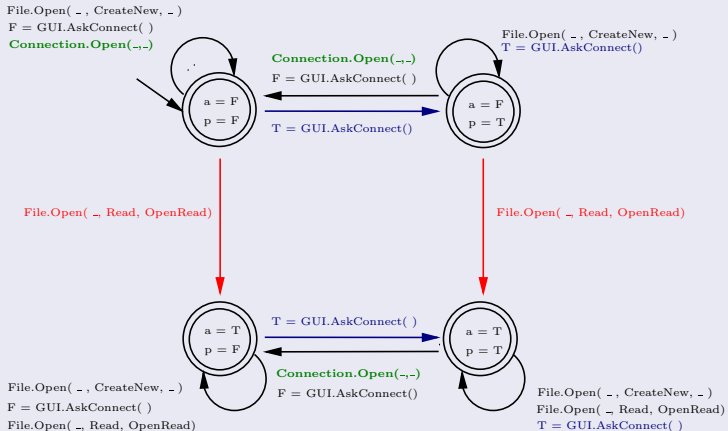 File.Open( _ , CreateNew, _ )
F = GUI.AskConnect( )
Connection.Open(_,_)
Connection.Open(_,_)
F = GUI.AskConnect( )
File.Open( _ , CreateNew, _ )
T = GUI.AskConnect()
a = F
p = F
a = F
p = T
T = GUI.AskConnect()
File.Open( _, Read, OpenRead)
File.Open( _, Read, OpenRead)
T = GUI.AskConnect( )
a = T
p = F
a = T
p = T
Connection.Open(_,_)
F = GUI.AskConnect()
File.Open( _ , CreateNew, _ )
F = GUI.AskConnect( )
File.Open( _, Read, OpenRead)
File.Open( _ , CreateNew, _ )
File.Open( _, Read, OpenRead)
T = GUI.AskConnect( )